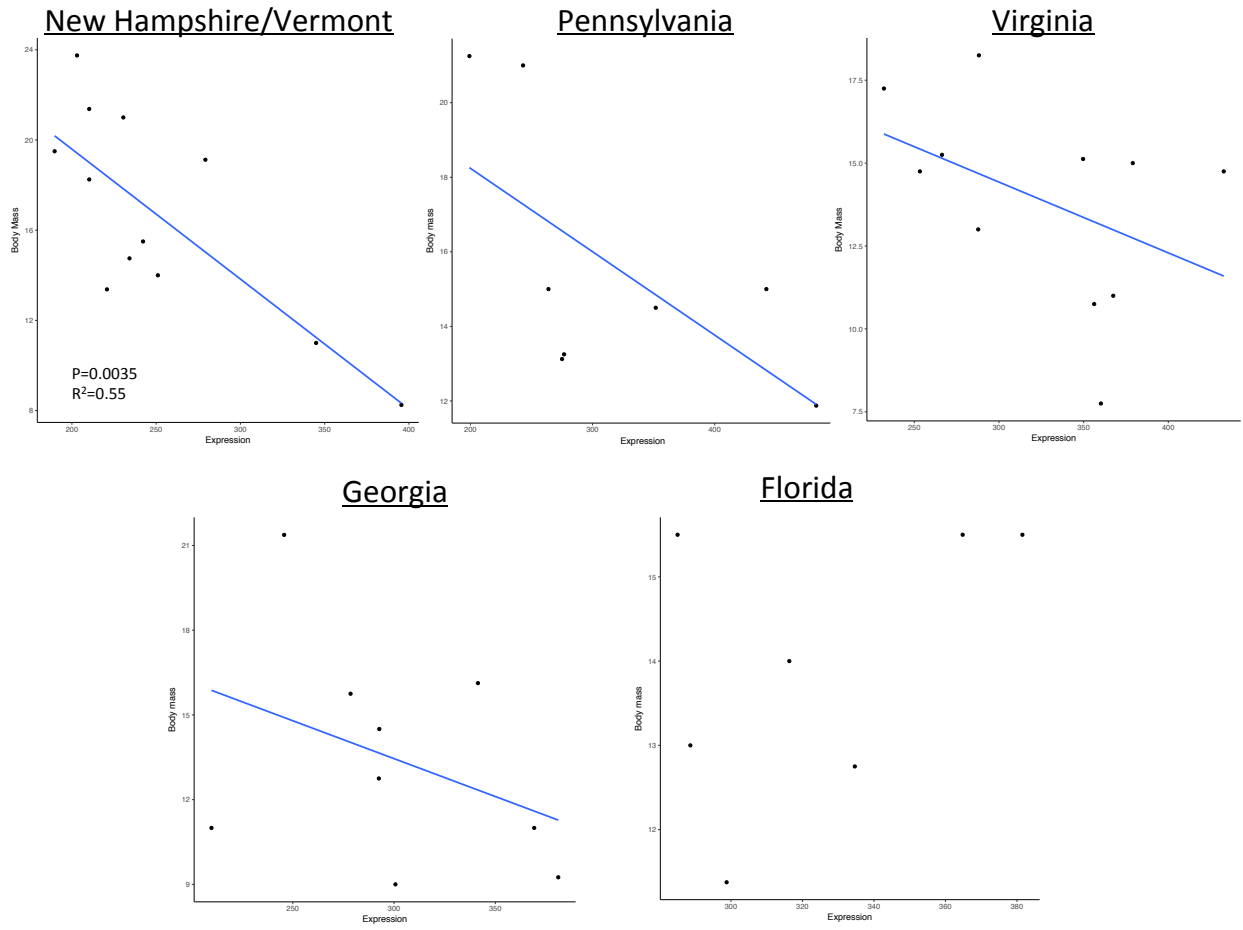 New Hampshire/Vermont
24
20
16
12
8
Body Mass
P=0.0035
R²=0.55
200
250
300
350
400
Expression
Pennsylvania
20
18
16
14
12
Body mass
200
300
400
Expression
Virginia
17.5
15.0
12.5
10.0
7.5
Body mass
250
300
350
400
Expression
Georgia
21
18
15
12
9
Body mass
250
300
350
Expression
Florida
15
14
13
12
Body mass
300
320
340
360
380
Expression